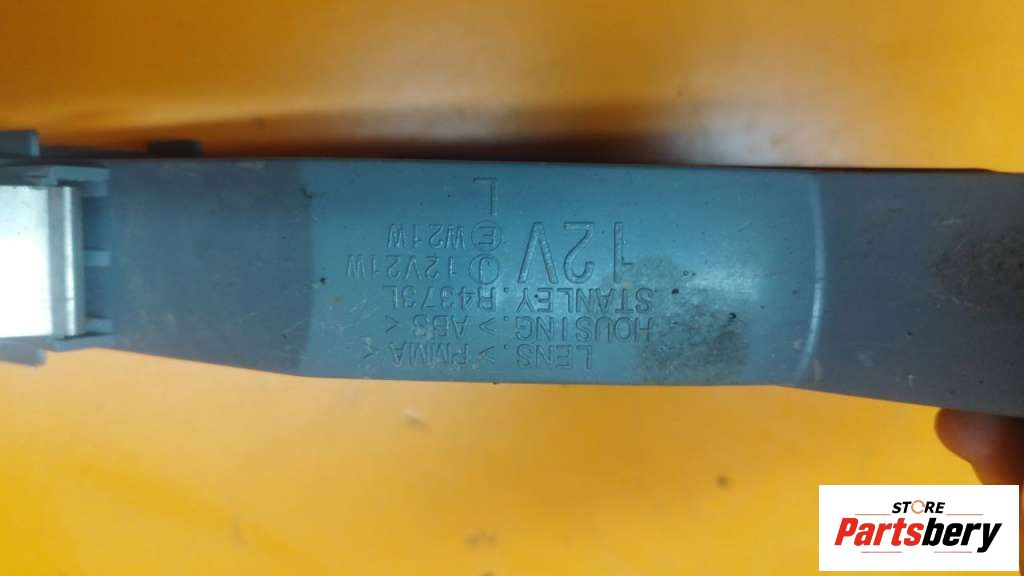 LENS. >PMMA<
HOUSING. >ABS<
STANLEY. R4373L
12V
12V21W
E W21W
L
STORE
Partsbery